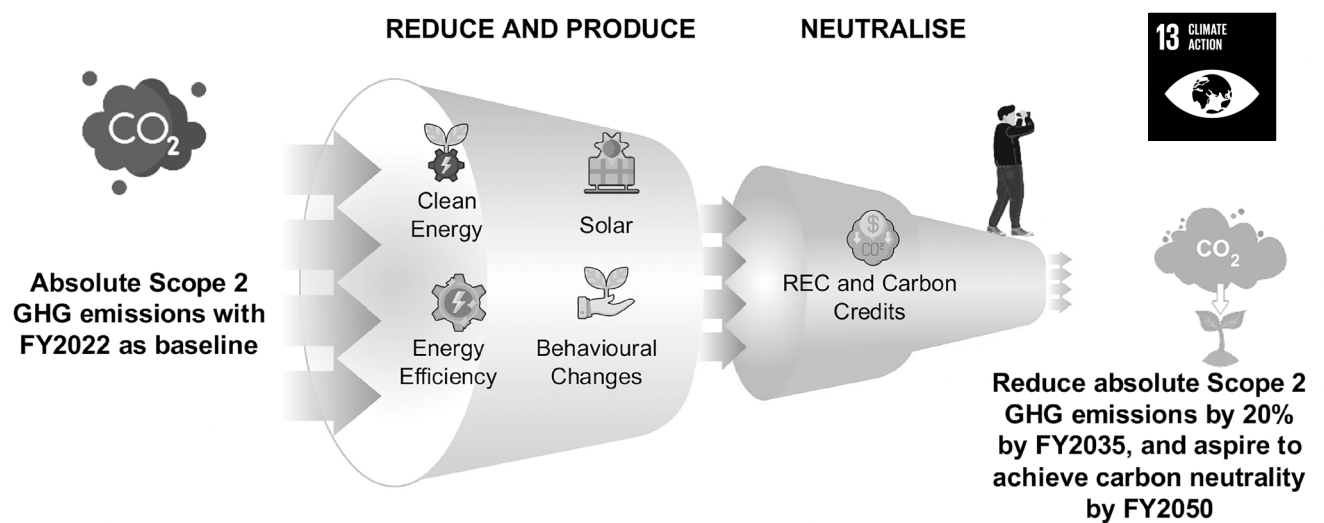 REDUCE AND PRODUCE
NEUTRALISE
13 CLIMATE
ACTION
CO2
Absolute Scope 2
GHG emissions with
FY2022 as baseline
Clean
Energy
Solar
Energy
Efficiency
Behavioural
Changes
$
CO²
REC and Carbon
Credits
CO2
Reduce absolute Scope 2
GHG emissions by 20%
by FY2035, and aspire to
achieve carbon neutrality
by FY2050